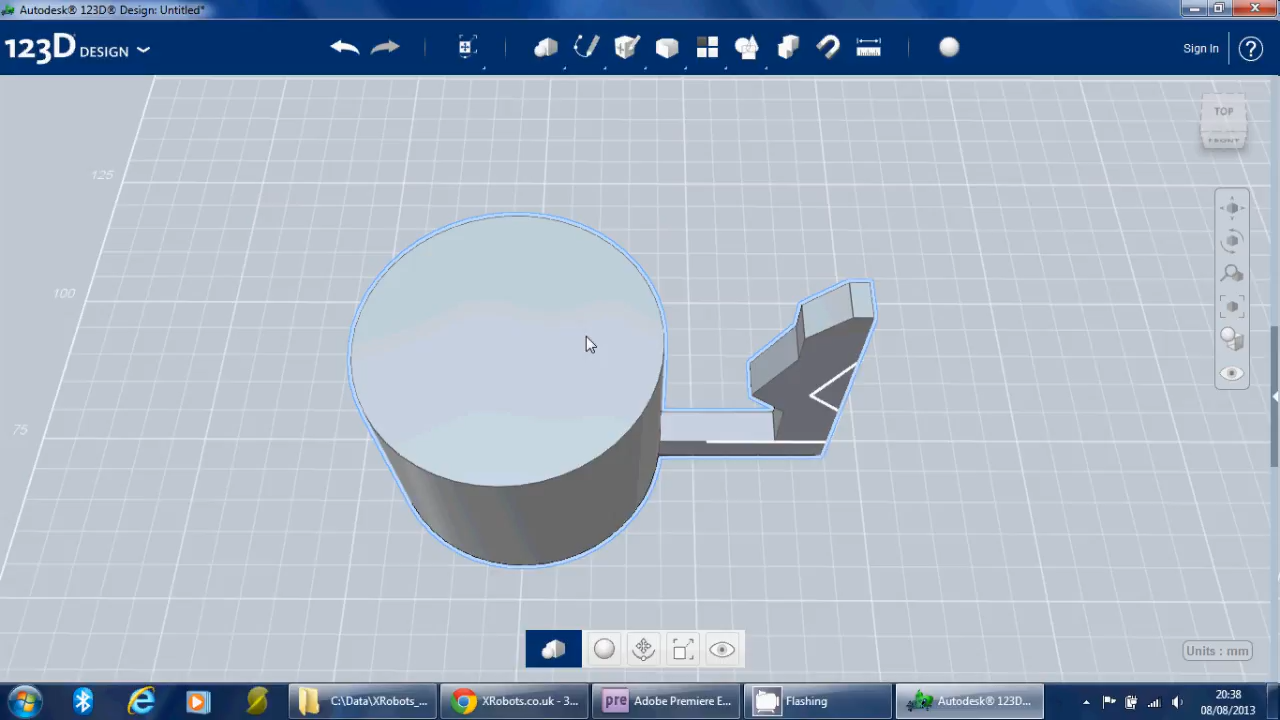 Autodesk® 123D® Design: Untitled*
123D DESIGN
Sign In
?
TOP
FRONT
125
100
75
Units : mm
C:\Data\XRobots_...
XRobots.co.uk - 3...
pre
Adobe Premiere E...
Flashing
Autodesk® 123D...
20:38
08/08/2013